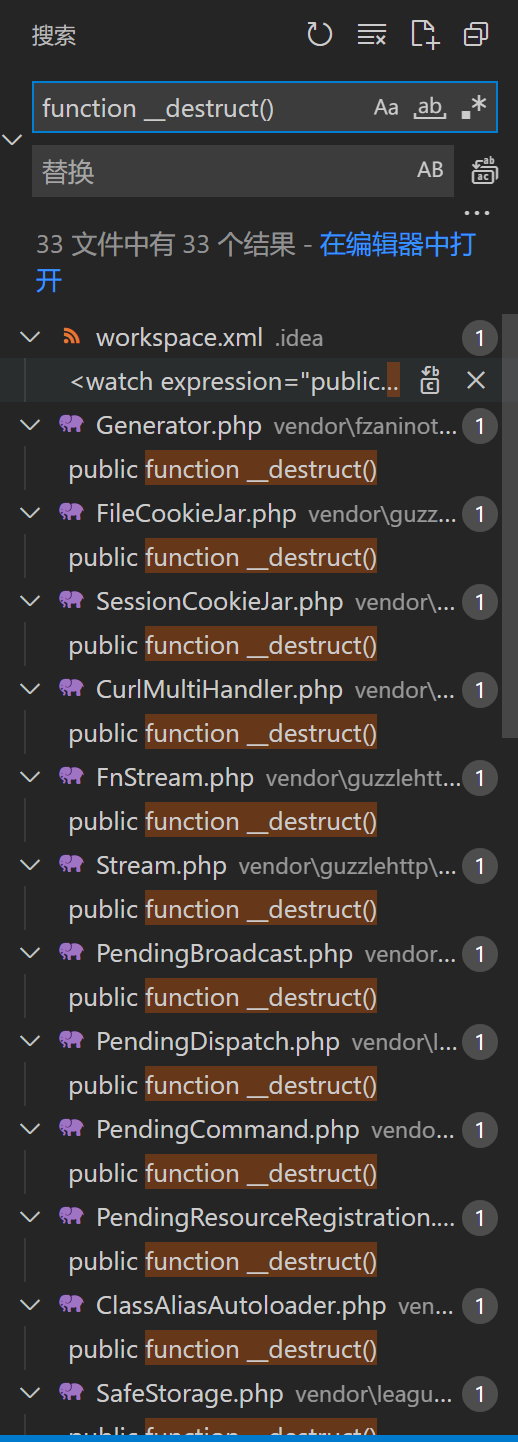 搜索
function __destruct()
Aa
ab
替换
AB
33 文件中有 33 个结果 - 在编辑器中打
开
workspace.xml .idea 1
<watch expression="public...
Generator.php vendor\fzaninot... 1
public function __destruct()
FileCookieJar.php vendor\guzz... 1
public function __destruct()
SessionCookieJar.php vendor\... 1
public function __destruct()
CurlMultiHandler.php vendor\... 1
public function __destruct()
FnStream.php vendor\guzzlehtt... 1
public function __destruct()
Stream.php vendor\guzzlehttp\... 1
public function __destruct()
PendingBroadcast.php vendor... 1
public function __destruct()
PendingDispatch.php vendor\l... 1
public function __destruct()
PendingCommand.php vendo... 1
public function __destruct()
PendingResourceRegistration.... 1
public function __destruct()
ClassAliasAutoloader.php ven... 1
public function __destruct()
SafeStorage.php vendor\leagu... 1
public function __destruct()